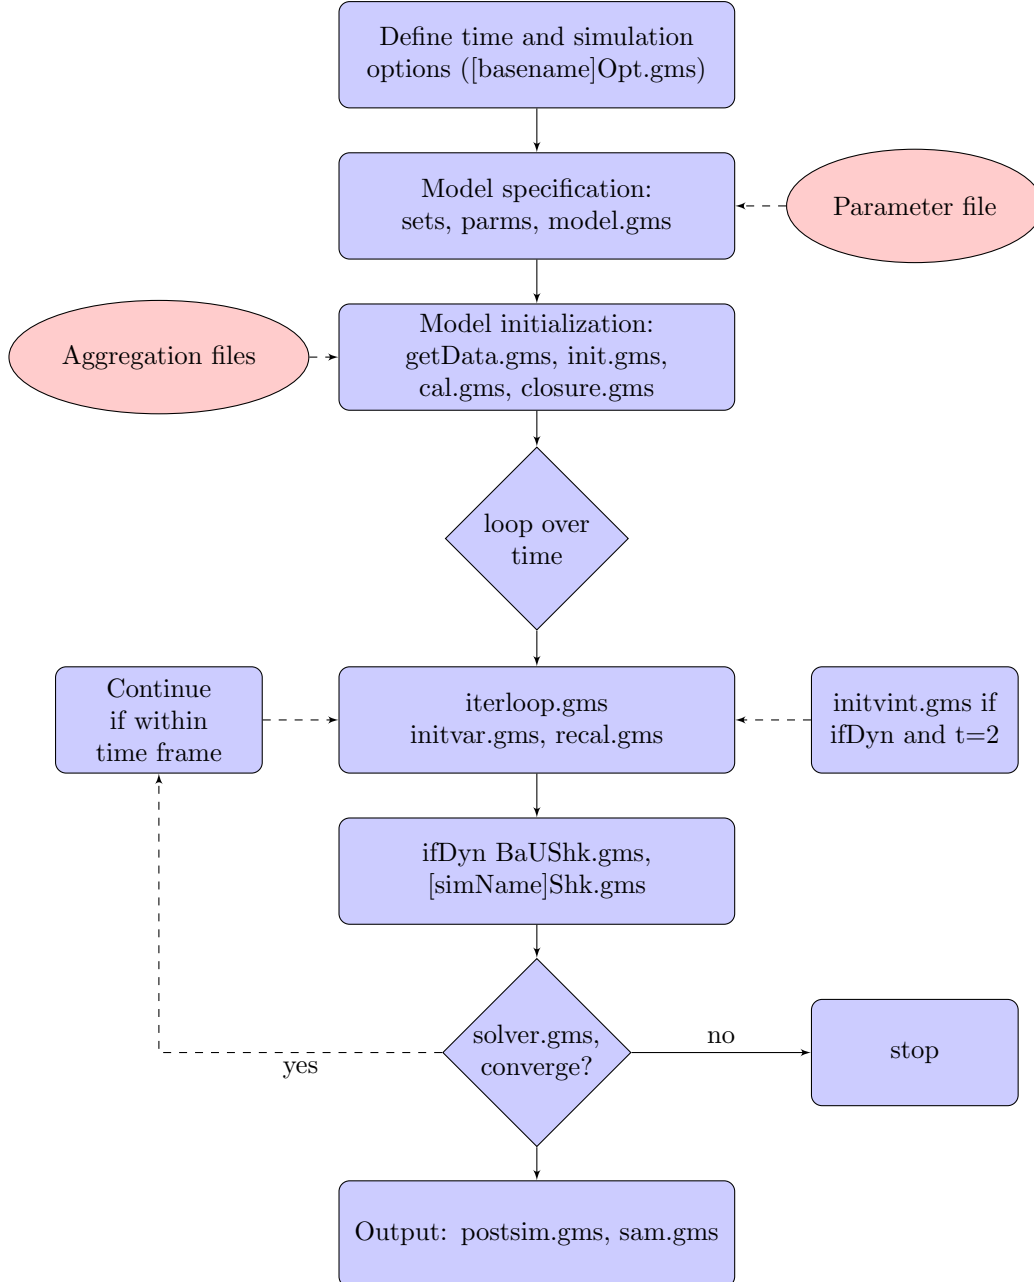 Define time and simulation
options ([basename]Opt.gms)
Model specification:
sets, parms, model.gms
Parameter file
Model initialization:
getData.gms, init.gms,
cal.gms, closure.gms
Aggregation files
loop over
time
Continue
if within
time frame
iterloop.gms
initvar.gms, recal.gms
initvint.gms if
ifDyn and t=2
ifDyn BaUShk.gms,
[simName]Shk.gms
solver.gms,
converge?
yes
no
stop
Output: postsim.gms, sam.gms